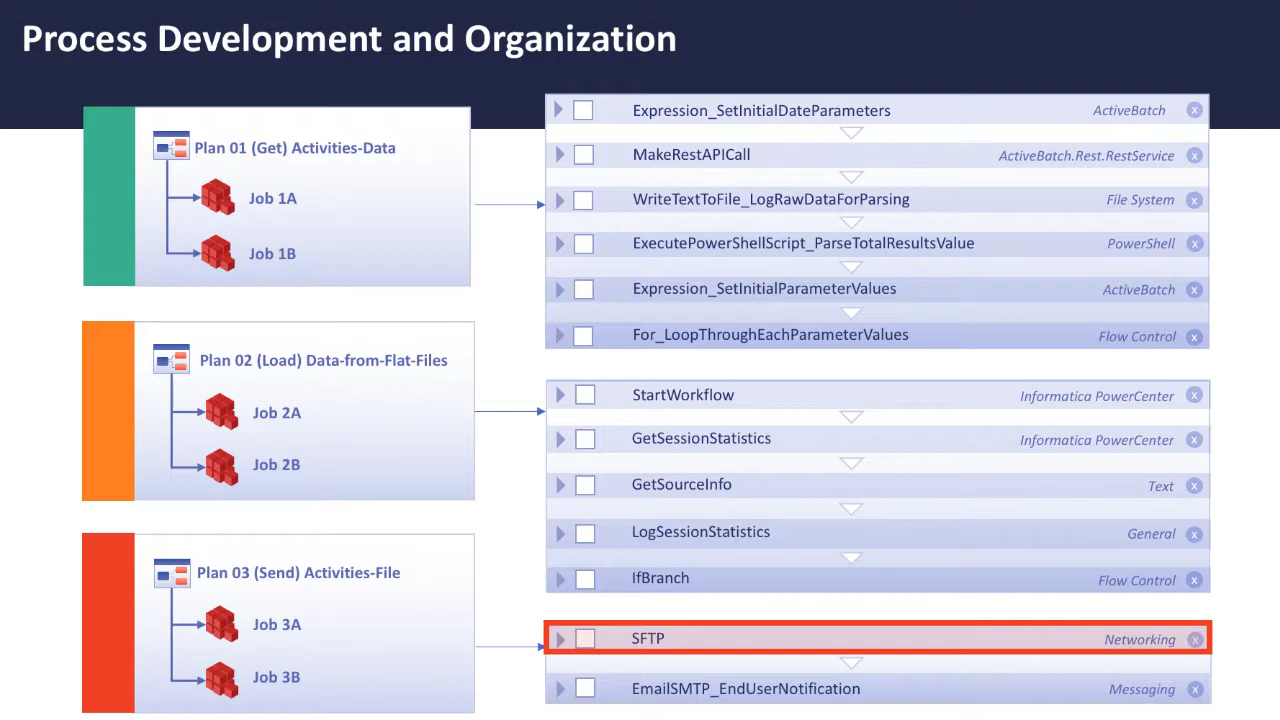 Process Development and Organization
Plan 01 (Get) Activities-Data
Job 1A
Job 1B
Expression_SetInitialDateParameters ActiveBatch x
MakeRestAPICall ActiveBatch.Rest.RestService x
WriteTextToFile_LogRawDataForParsing File System x
ExecutePowerShellScript_ParseTotalResultsValue PowerShell x
Expression_SetInitialParameterValues ActiveBatch x
For_LoopThroughEachParameterValues Flow Control x
Plan 02 (Load) Data-from-Flat-Files
Job 2A
Job 2B
StartWorkflow Informatica PowerCenter x
GetSessionStatistics Informatica PowerCenter x
GetSourceInfo Text x
LogSessionStatistics General x
IfBranch Flow Control x
Plan 03 (Send) Activities-File
Job 3A
Job 3B
SFTP Networking x
EmailSMTP_EndUserNotification Messaging x